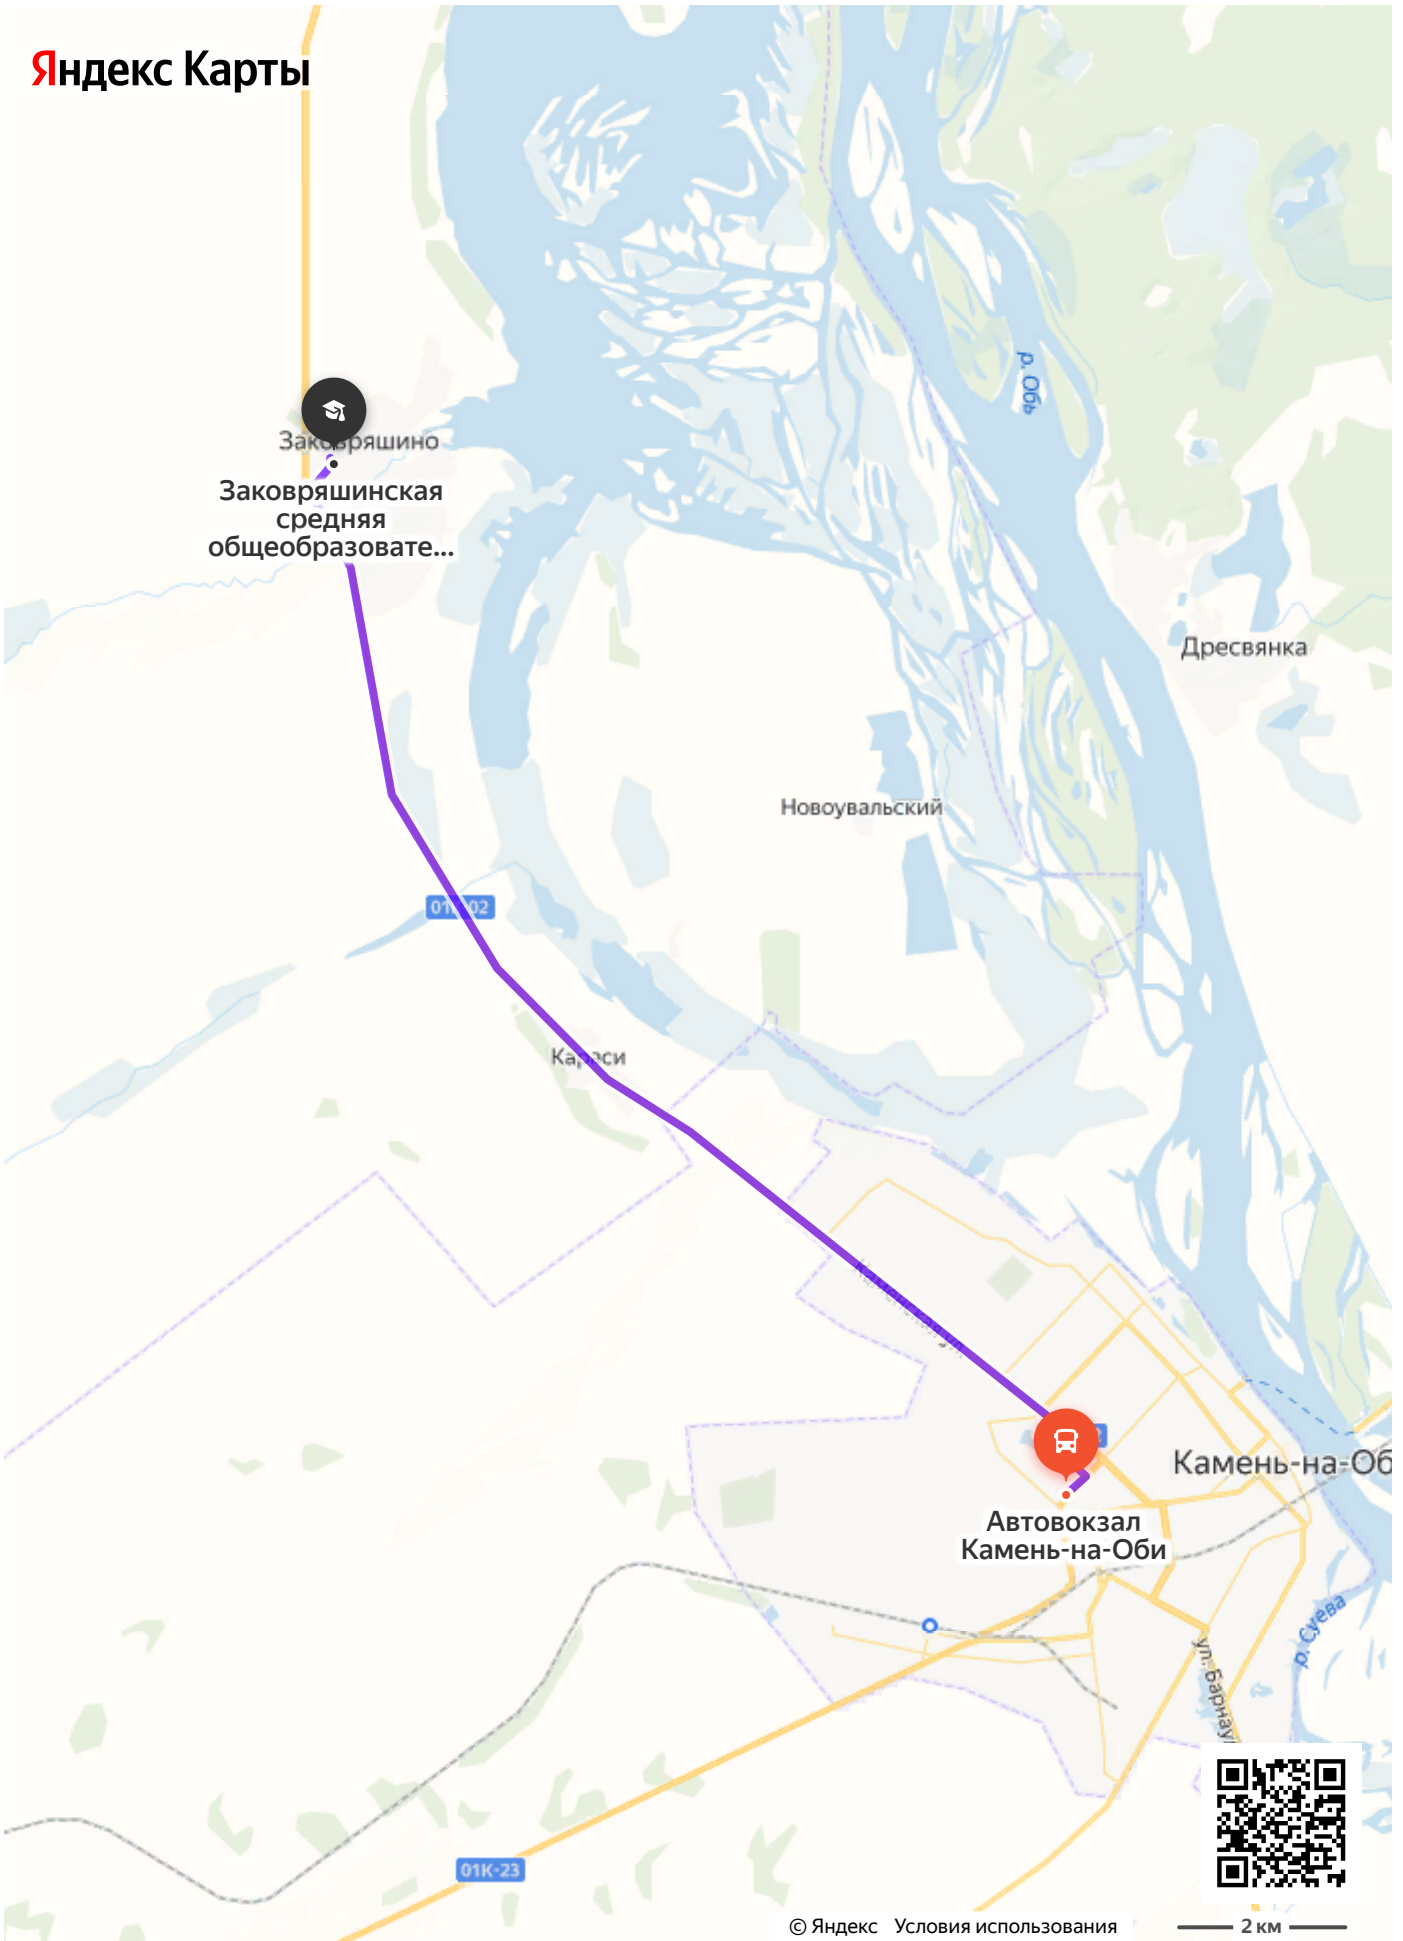 Яндекс Карты
р. Обь
Заковряшино
Заковряшинская
средняя
общеобразовате...
Дресвянка
Новоувальский
Караси
Камень-на-Об
Автовокзал
Камень-на-Оби
р. Суева
ул. Барнаул
01К-23
© Яндекс Условия использования
2 км